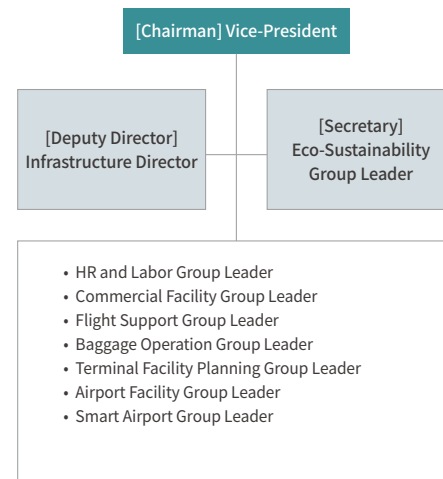 [Chairman] Vice-President
[Deputy Director]
Infrastructure Director
[Secretary]
Eco-Sustainability
Group Leader
• HR and Labor Group Leader
• Commercial Facility Group Leader
• Flight Support Group Leader
• Baggage Operation Group Leader
• Terminal Facility Planning Group Leader
• Airport Facility Group Leader
• Smart Airport Group Leader